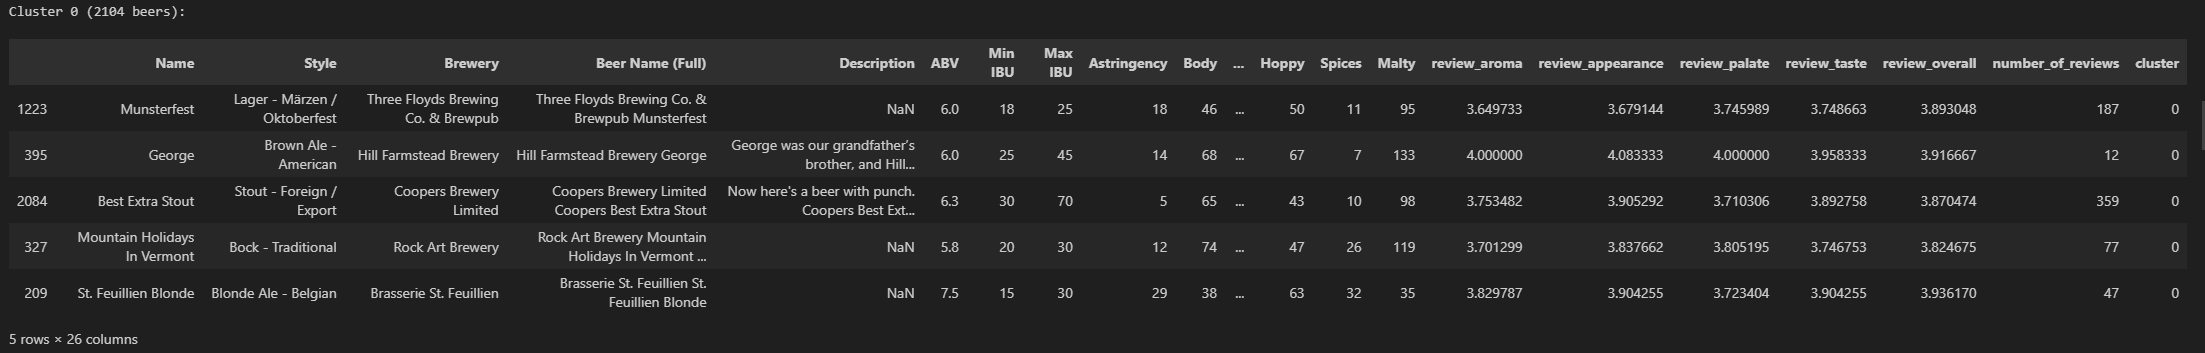 Cluster 0 (2104 beers):
Name Style Brewery Beer Name (Full) Description ABV Min IBU Max IBU Astringency Body ... Hoppy Spices Malty review_aroma review_appearance review_palate review_taste review_overall number_of_reviews cluster
1223 Munsterfest Lager - Märzen / Oktoberfest Three Floyds Brewing Co. & Brewpub Three Floyds Brewing Co. & Brewpub Munsterfest NaN 6.0 18 25 18 46 ... 50 11 95 3.649733 3.679144 3.745989 3.748663 3.893048 187 0
395 George Brown Ale - American Hill Farmstead Brewery Hill Farmstead Brewery George George was our grandfather's brother, and Hill... 6.0 25 45 14 68 ... 67 7 133 4.000000 4.083333 4.000000 3.958333 3.916667 12 0
2084 Best Extra Stout Stout - Foreign / Export Coopers Brewery Limited Coopers Brewery Limited Coopers Best Extra Stout Now here's a beer with punch. Coopers Best Ext... 6.3 30 70 5 65 ... 43 10 98 3.753482 3.905292 3.710306 3.892758 3.870474 359 0
327 Mountain Holidays In Vermont Bock - Traditional Rock Art Brewery Rock Art Brewery Mountain Holidays In Vermont ... NaN 5.8 20 30 12 74 ... 47 26 119 3.701299 3.837662 3.805195 3.746753 3.824675 77 0
209 St. Feuillien Blonde Blonde Ale - Belgian Brasserie St. Feuillien Brasserie St. Feuillien St. Feuillien Blonde NaN 7.5 15 30 29 38 ... 63 32 35 3.829787 3.904255 3.723404 3.904255 3.936170 47 0
5 rows × 26 columns